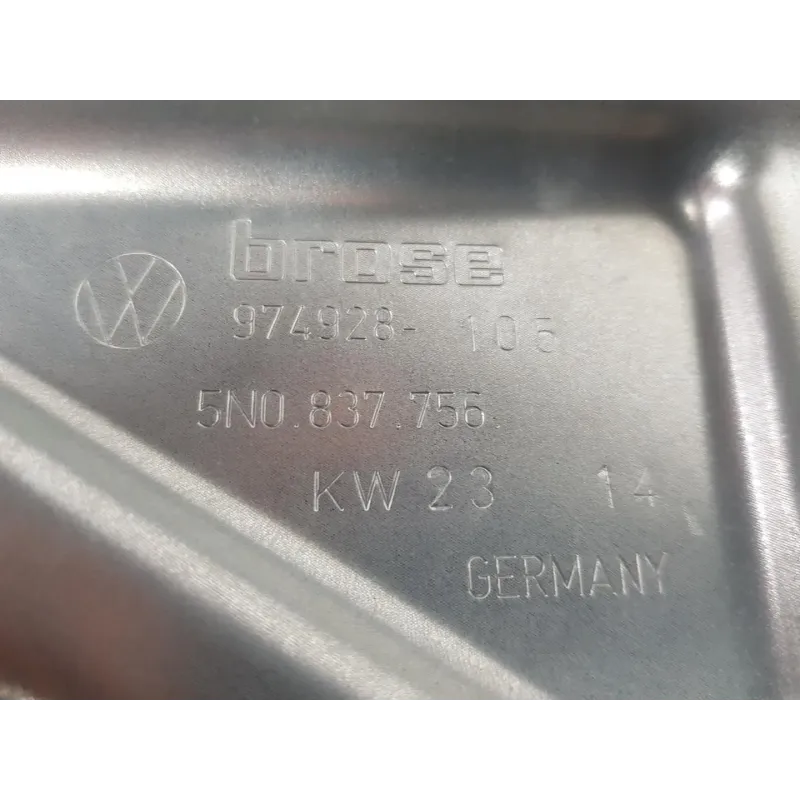 brose
974928- 105
5N0.837.756.
KW 23 14
GERMANY